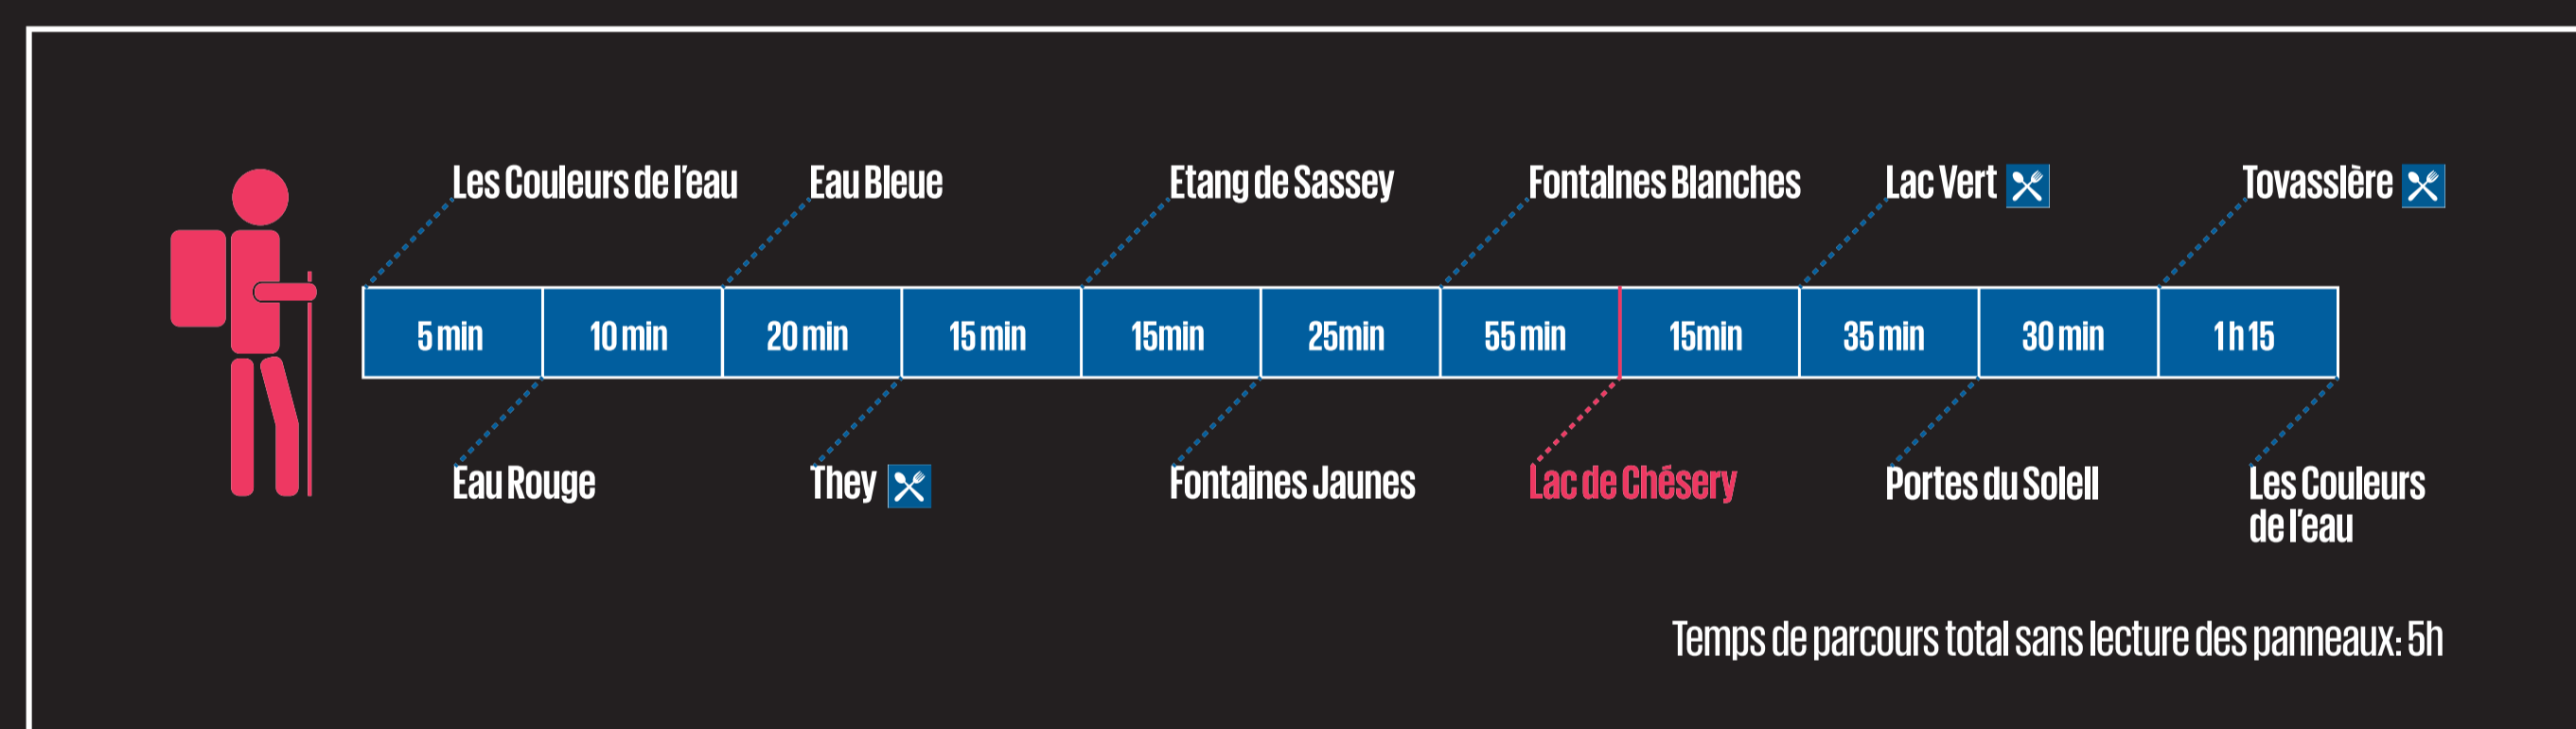 Les Couleurs de l'eau
Eau Bleue
Etang de Sassey
Fontaines Blanches
Lac Vert
Tovassière
5 min
10 min
20 min
15 min
15min
25min
55 min
15min
35 min
30 min
1 h 15
Eau Rouge
They
Fontaines Jaunes
Lac de Chésery
Portes du Soleil
Les Couleurs
de l'eau
Temps de parcours total sans lecture des panneaux: 5h